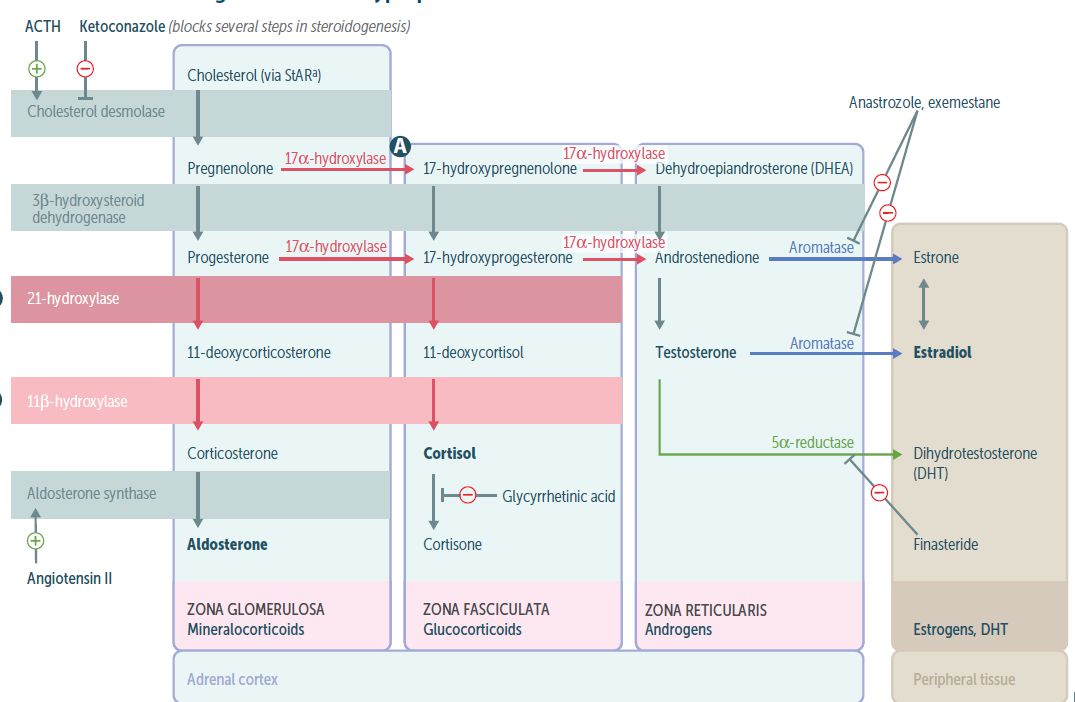 ACTH
Ketoconazole (blocks several steps in steroidogenesis)
Cholesterol (via StARᵃ)
Cholesterol desmolase
Anastrozole, exemestane
A
Pregnenolone
17α-hydroxylase
17-hydroxypregnenolone
17α-hydroxylase
Dehydroepiandrosterone (DHEA)
3β-hydroxysteroid
dehydrogenase
Progesterone
17α-hydroxylase
17-hydroxyprogesterone
17α-hydroxylase
Androstenedione
Aromatase
Estrone
21-hydroxylase
11-deoxycorticosterone
11-deoxycortisol
Testosterone
Aromatase
Estradiol
11β-hydroxylase
Corticosterone
Cortisol
5α-reductase
Dihydrotestosterone
(DHT)
Aldosterone synthase
Glycyrrhetinic acid
Aldosterone
Cortisone
Finasteride
Angiotensin II
ZONA GLOMERULOSA
Mineralocorticoids
ZONA FASCICULATA
Glucocorticoids
ZONA RETICULARIS
Androgens
Estrogens, DHT
Adrenal cortex
Peripheral tissue